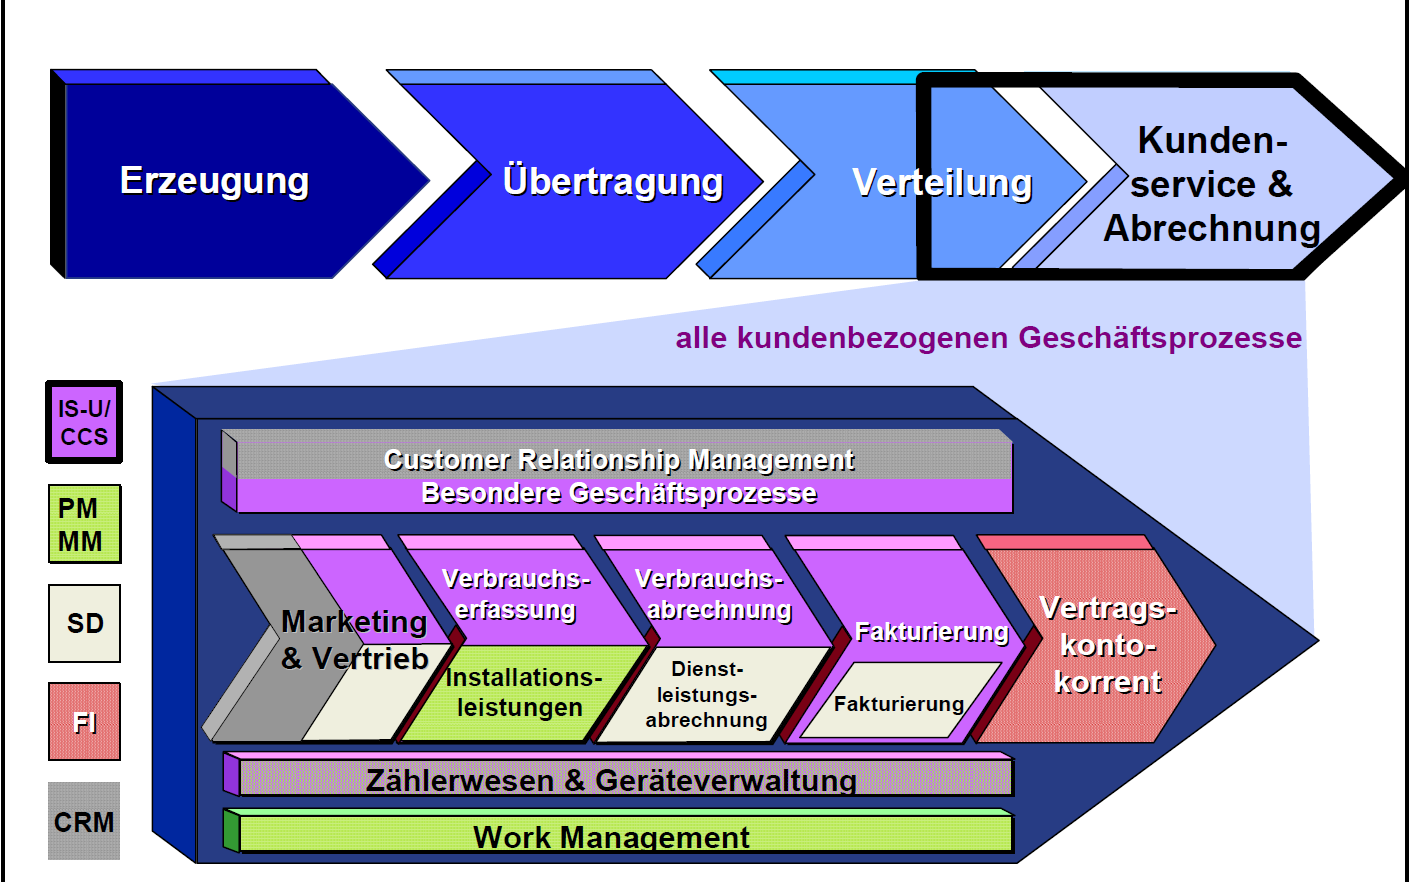 Erzeugung
Übertragung
Verteilung
Kunden-
service &
Abrechnung
alle kundenbezogenen Geschäftsprozesse
IS-U/
CCS
PM
MM
SD
FI
CRM
Customer Relationship Management
Besondere Geschäftsprozesse
Marketing
& Vertrieb
Verbrauchs-
erfassung
Installations-
leistungen
Verbrauchs-
abrechnung
Dienst-
leistungs-
abrechnung
Fakturierung
Fakturierung
Vertrags-
konto-
korrent
Zählerwesen & Geräteverwaltung
Work Management